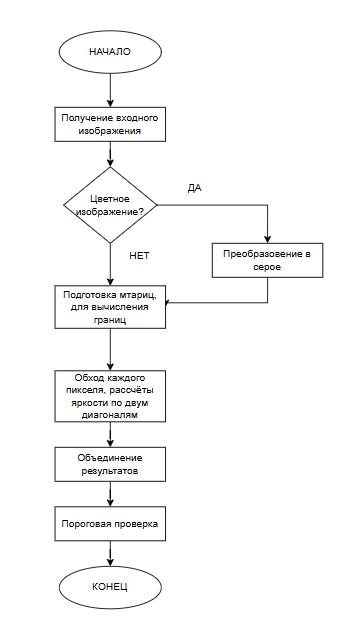 НАЧАЛО
Получение входного
изображения
Цветное
изображение?
ДА
НЕТ
Преобразовение в
серое
Подготовка мтариц,
для вычисления
границ
Обход каждого
пикселя, рассчёты
яркости по двум
диагоналям
Объединение
результатов
Пороговая проверка
КОНЕЦ